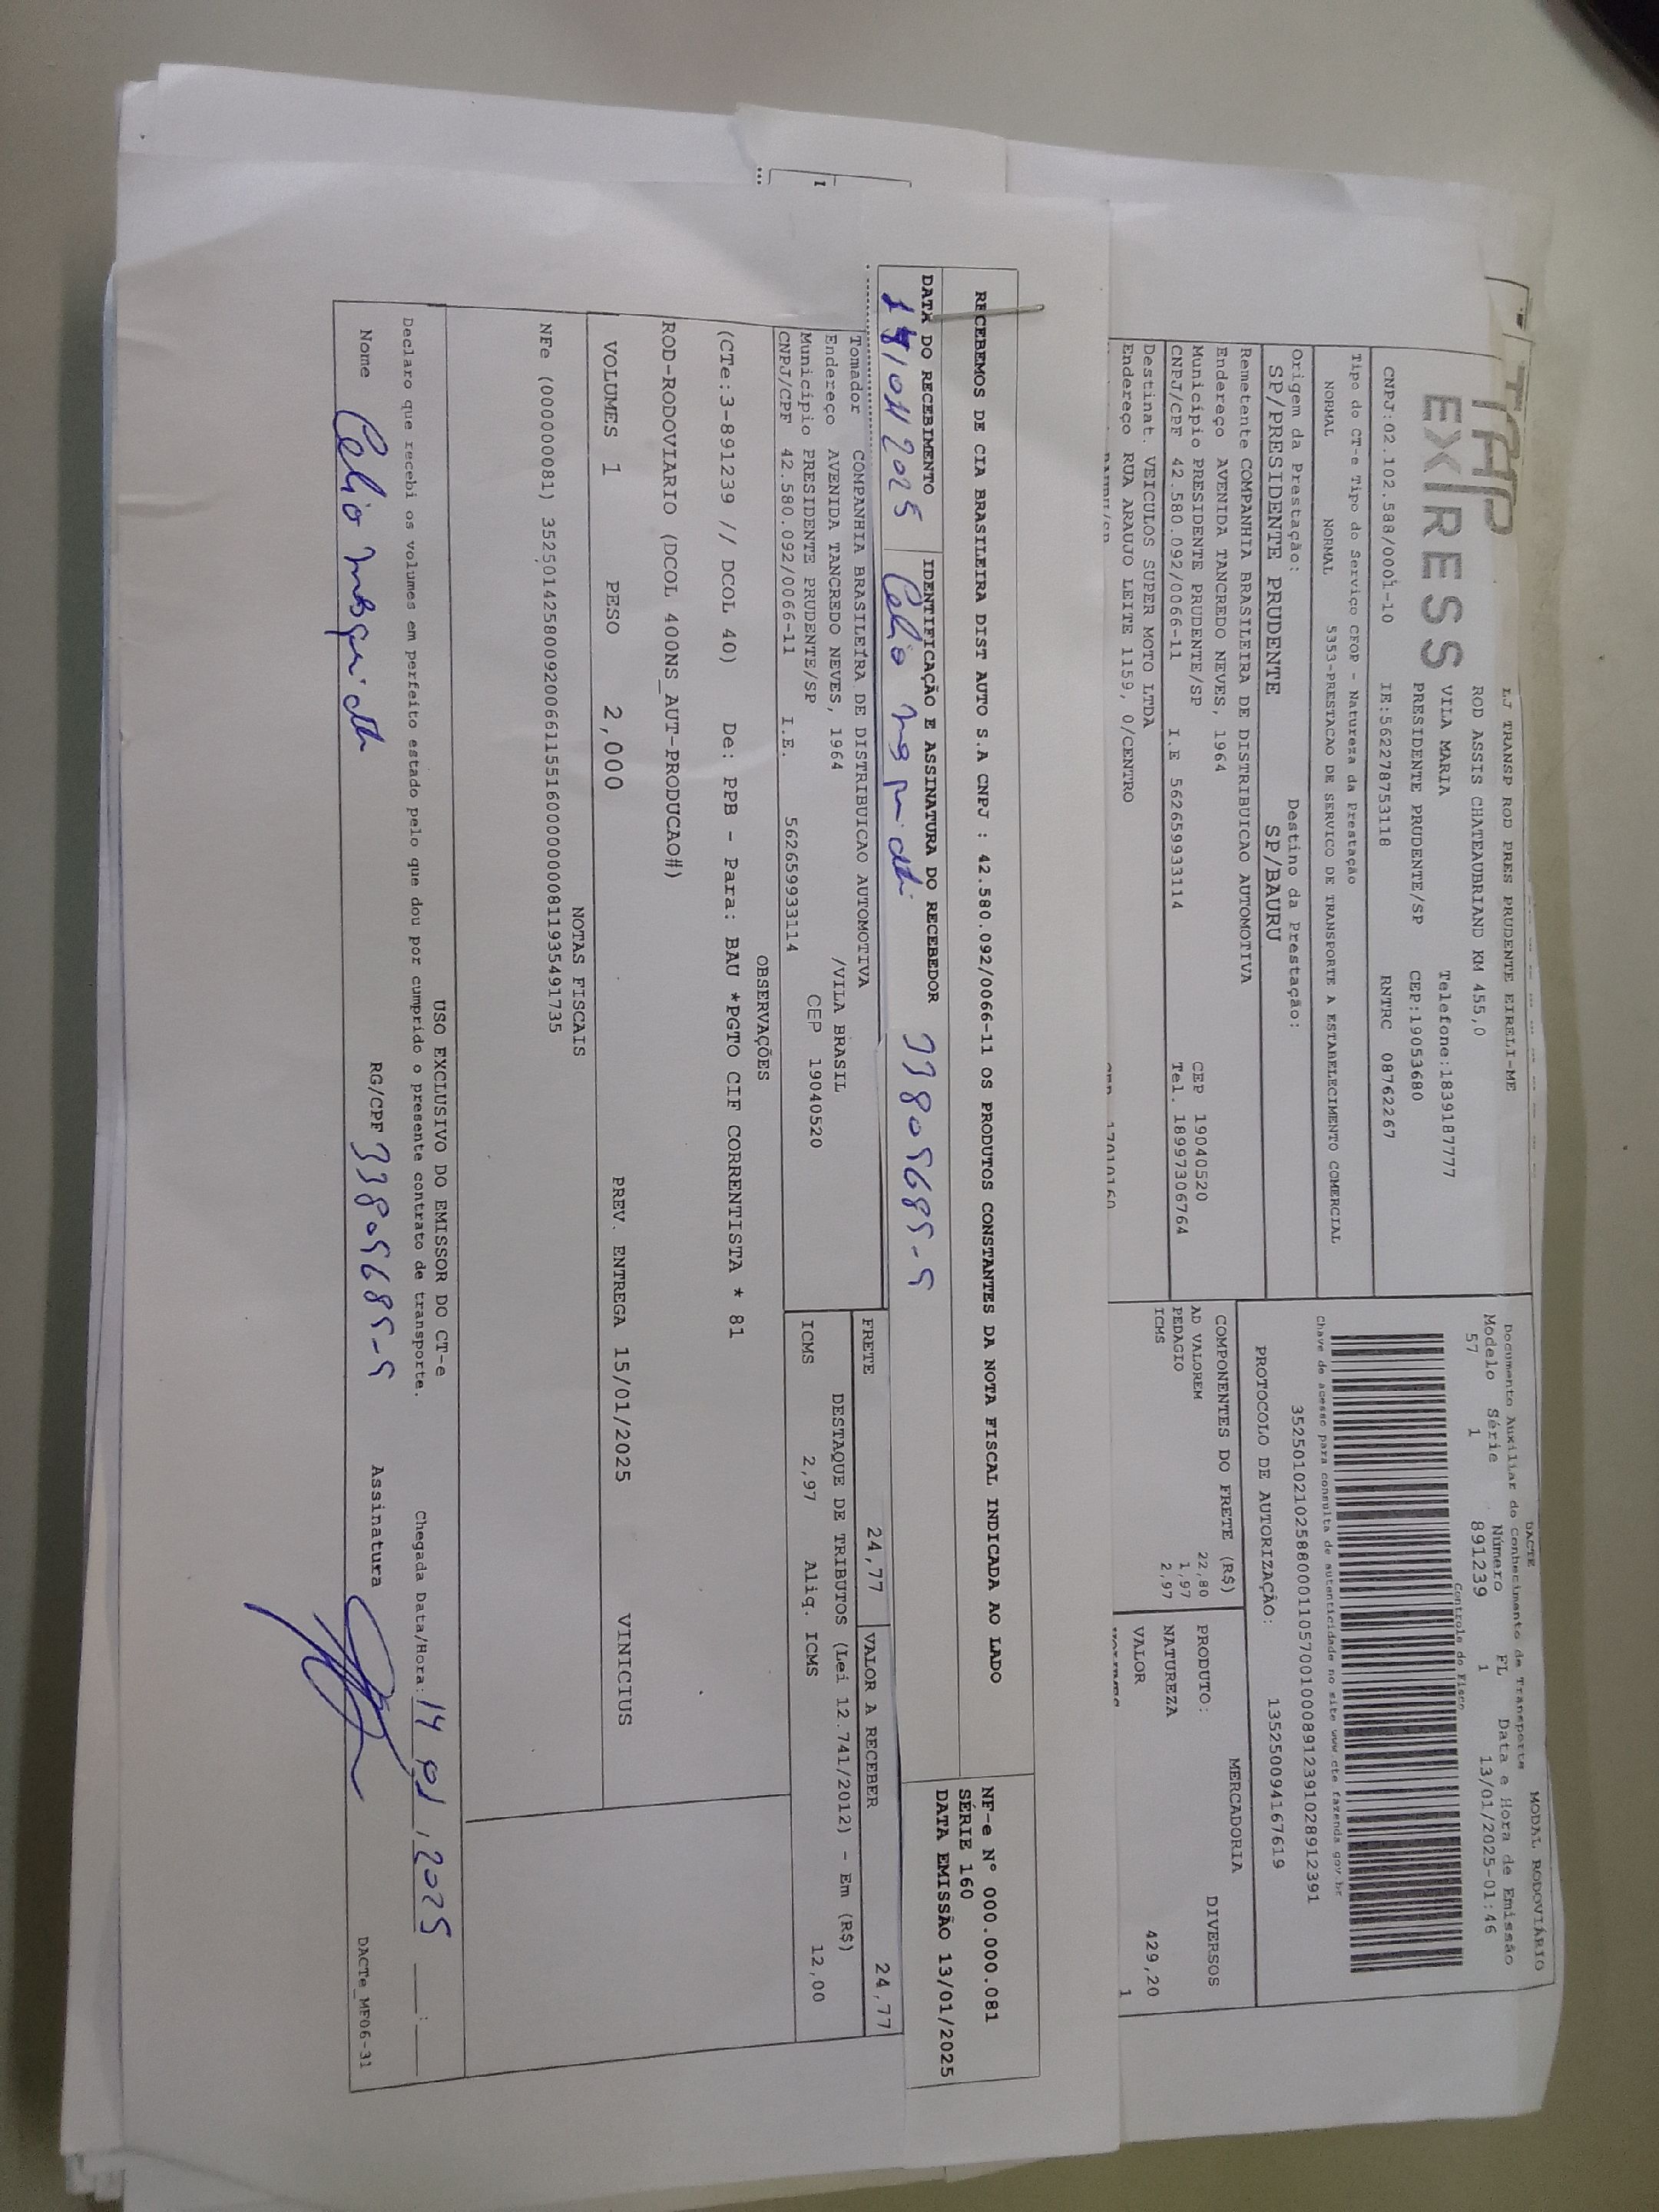 TAP
EXPRESS
LJ TRANSP ROD PRES PRUDENTE EIRELI-ME
ROD ASSIS CHATEAUBRIAND KM 455,0
VILA MARIA Telefone:1839187777
PRESIDENTE PRUDENTE/SP CEP:19053680
CNPJ:02.102.588/0001-10 IE:562278753118 RNTRC 08762267
DACTE MODAL RODOVIÁRIO
Documento Auxiliar do Conhecimento de Transporte
Modelo Série Número FL Data e Hora de Emissão
57 1 891239 1 13/01/2025-01:46
Controle do Fisco
Chave de acesso para consulta de autenticidade no site www.cte.fazenda.gov.br
35250102102588000110570010008912391028912391
PROTOCOLO DE AUTORIZAÇÃO: 135250094167619
Tipo do CT-e Tipo do Serviço CFOP - Natureza da Prestação
NORMAL NORMAL 5353-PRESTACAO DE SERVICO DE TRANSPORTE A ESTABELECIMENTO COMERCIAL
Origem da Prestação: Destino da Prestação:
SP/PRESIDENTE PRUDENTE SP/BAURU
Remetente COMPANHIA BRASILEIRA DE DISTRIBUICAO AUTOMOTIVA
Endereço AVENIDA TANCREDO NEVES, 1964
Município PRESIDENTE PRUDENTE/SP CEP 19040520
CNPJ/CPF 42.580.092/0066-11 I.E 562659933114 Tel. 18997306764
Destinat. VEICULOS SUPER MOTO LTDA
Endereço RUA ARAUJO LEITE 1159, 0/CENTRO
BAURU/SP CEP 17010160
COMPONENTES DO FRETE (R$)
AD VALOREM 22,80
PEDAGIO 1,97
ICMS 2,97
MERCADORIA
PRODUTO: DIVERSOS
NATUREZA
VALOR 429,20
VOLUMES 1
RECEBEMOS DE CIA BRASILEIRA DIST AUTO S.A CNPJ : 42.580.092/0066-11 OS PRODUTOS CONSTANTES DA NOTA FISCAL INDICADA AO LADO
DATA DO RECEBIMENTO IDENTIFICAÇÃO E ASSINATURA DO RECEBEDOR
14/01/2025 Celio 33805685-5
NF-e Nº 000.000.081
SÉRIE 160
DATA EMISSÃO 13/01/2025
Tomador COMPANHIA BRASILEIRA DE DISTRIBUICAO AUTOMOTIVA
Endereço AVENIDA TANCREDO NEVES, 1964 /VILA BRASIL
Município PRESIDENTE PRUDENTE/SP CEP 19040520
CNPJ/CPF 42.580.092/0066-11 I.E. 562659933114
FRETE 24,77 VALOR A RECEBER 24,77
DESTAQUE DE TRIBUTOS (Lei 12.741/2012) - Em (R$)
ICMS 2,97 Aliq. ICMS 12,00
OBSERVAÇÕES
(CTe:3-891239 // DCOL 40) De: PPB - Para: BAU *PGTO CIF CORRENTISTA * 81
ROD-RODOVIARIO (DCOL 400NS_AUT-PRODUCAO#)
VOLUMES 1 PESO 2,000 PREV. ENTREGA 15/01/2025 VINICIUS
NOTAS FISCAIS
NFe (000000081) 35250142580092006611551600000000811935491735
USO EXCLUSIVO DO EMISSOR DO CT-e
Declaro que recebi os volumes em perfeito estado pelo que dou por cumprido o presente contrato de transporte. Chegada Data/Hora: 14/01/2025 __:__
Nome Celio RG/CPF 33805685-5 Assinatura
DACTe_MF06-31